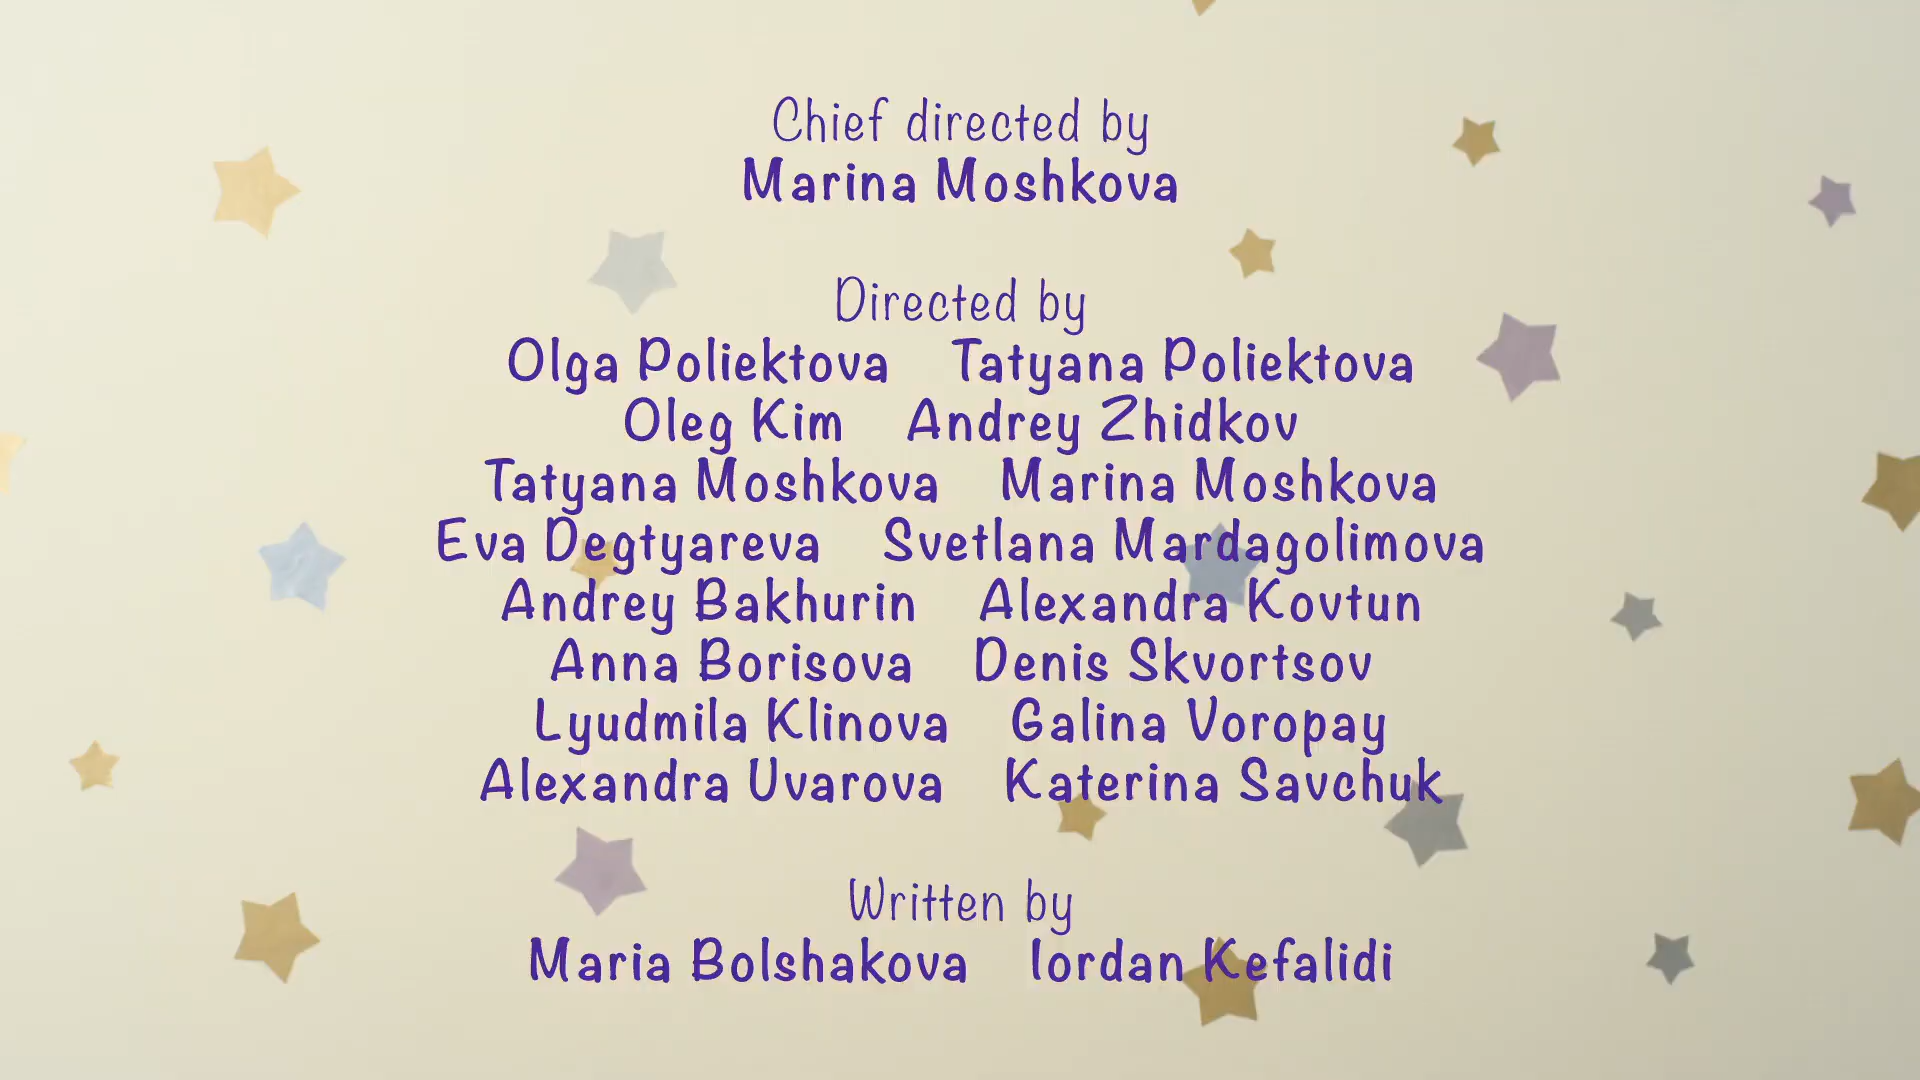 Chief directed by
Marina Moshkova
Directed by
Olga Poliektova Tatyana Poliektova
Oleg Kim Andrey Zhidkov
Tatyana Moshkova Marina Moshkova
Eva Degtyareva Svetlana Mardagolimova
Andrey Bakhurin Alexandra Kovtun
Anna Borisova Denis Skvortsov
Lyudmila Klinova Galina Voropay
Alexandra Uvarova Katerina Savchuk
Written by
Maria Bolshakova Iordan Kefalidi